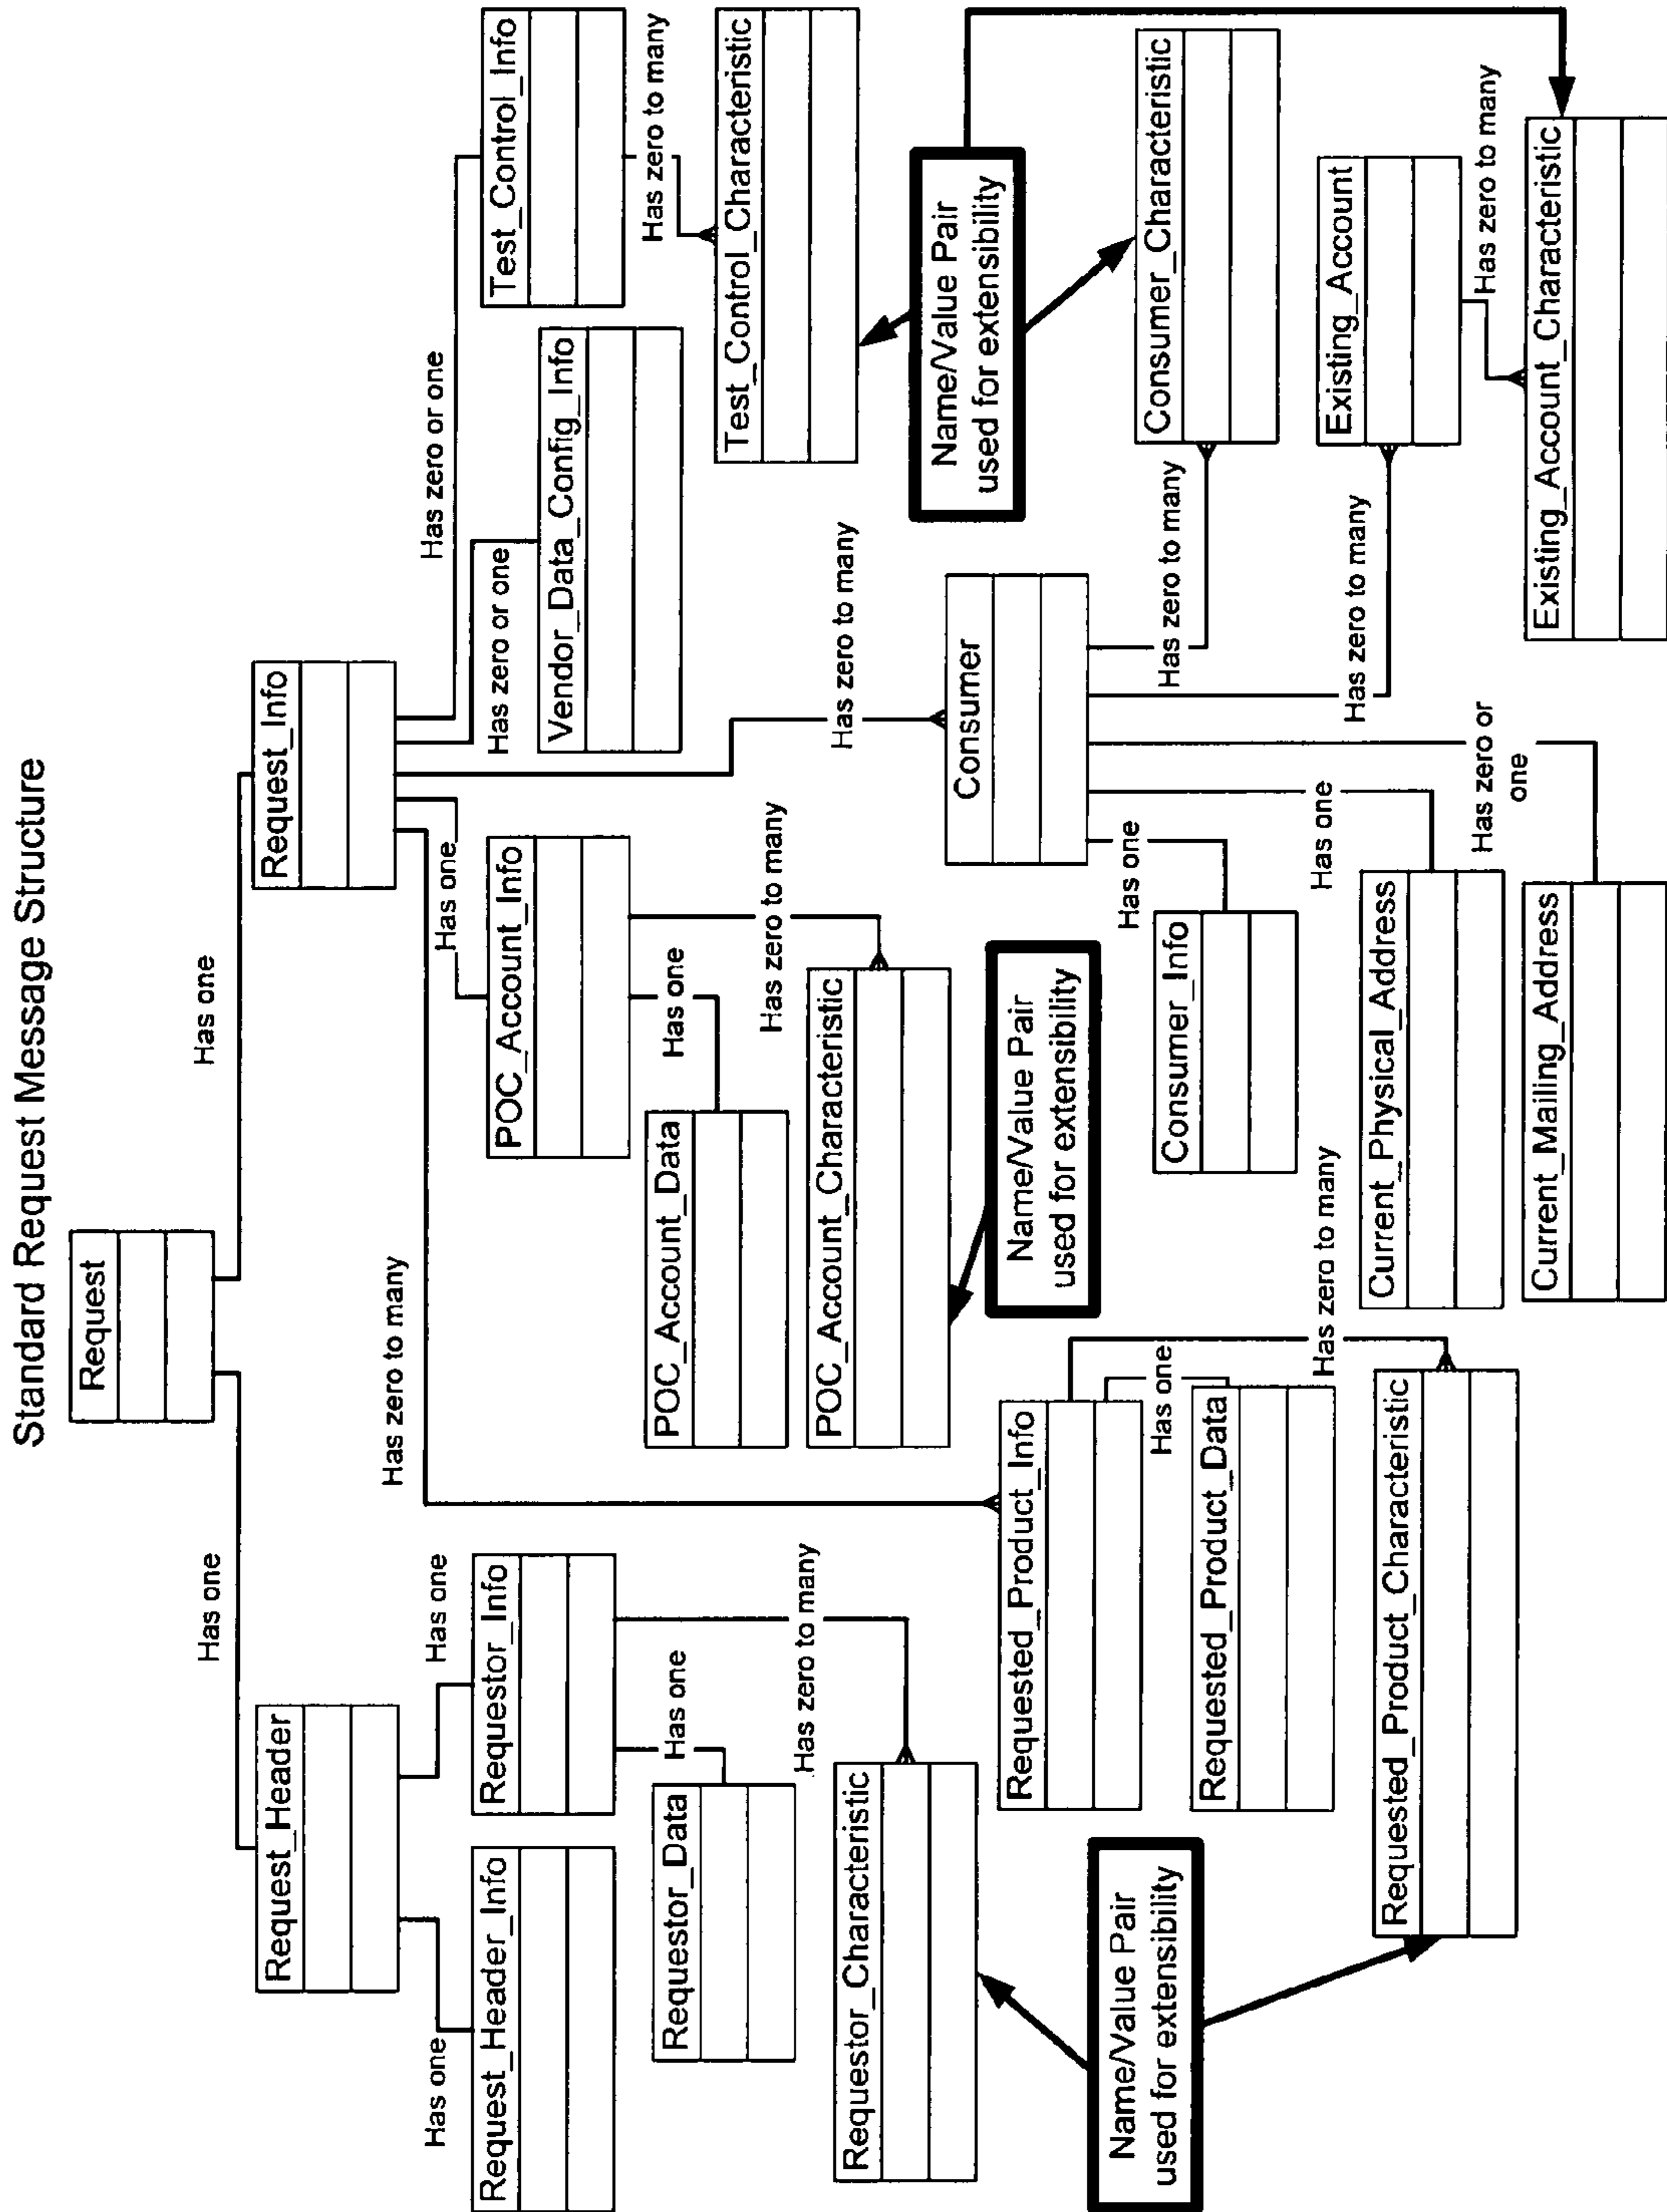 Standard Request Message Structure
Request
Has one
Has one
Request_Header
Request_Info
Has one
Has one
Request_Header_Info
Requestor_Info
Has one
Requestor_Data
Has zero to many
Requestor_Characteristic
Name/Value Pair
used for extensibility
Has zero to many
Requested_Product_Info
Has one
Requested_Product_Data
Has zero to many
Requested_Product_Characteristic
Has one
POC_Account_Info
Has one
POC_Account_Data
Has zero to many
POC_Account_Characteristic
Name/Value Pair
used for extensibility
Has zero or one
Vendor_Data_Config_Info
Has zero or one
Test_Control_Info
Has zero to many
Test_Control_Characteristic
Name/Value Pair
used for extensibility
Has zero to many
Consumer
Has one
Consumer_Info
Has one
Current_Physical_Address
Has zero or
one
Current_Mailing_Address
Has zero to many
Consumer_Characteristic
Has zero to many
Existing_Account
Has zero to many
Existing_Account_Characteristic